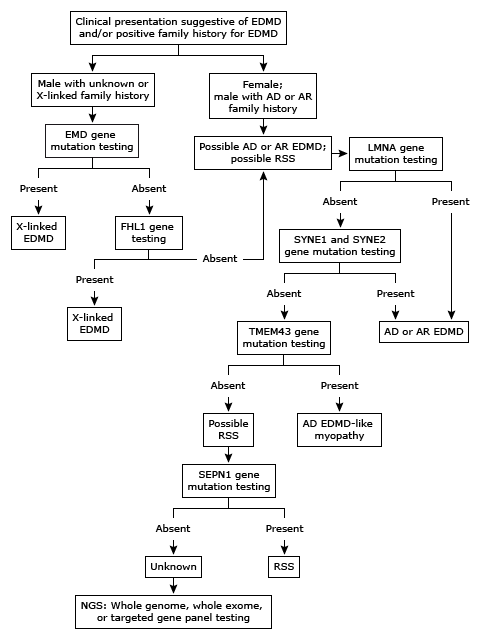 Clinical presentation suggestive of EDMD
and/or positive family history for EDMD
Male with unknown or
X-linked family history
Female;
male with AD or AR
family history
EMD gene
mutation testing
Possible AD or AR EDMD;
possible RSS
LMNA gene
mutation testing
Present
Absent
Absent
Present
X-linked
EDMD
FHL1 gene
testing
SYNE1 and SYNE2
gene mutation testing
Absent
Present
Absent
Present
X-linked
EDMD
TMEM43 gene
mutation testing
AD or AR EDMD
Absent
Present
Possible
RSS
AD EDMD-like
myopathy
SEPN1 gene
mutation testing
Absent
Present
Unknown
RSS
NGS: Whole genome, whole exome,
or targeted gene panel testing